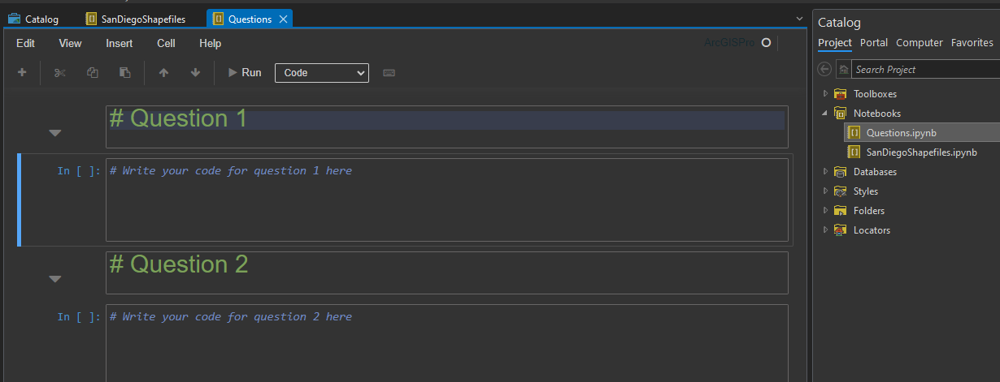 Catalog SanDiegoShapefiles Questions
Edit View Insert Cell Help ArcGISPro
Run Code
# Question 1
In [ ]: # Write your code for question 1 here
# Question 2
In [ ]: # Write your code for question 2 here
Catalog
Project Portal Computer Favorites
Search Project
Toolboxes
Notebooks
Questions.ipynb
SanDiegoShapefiles.ipynb
Databases
Styles
Folders
Locators